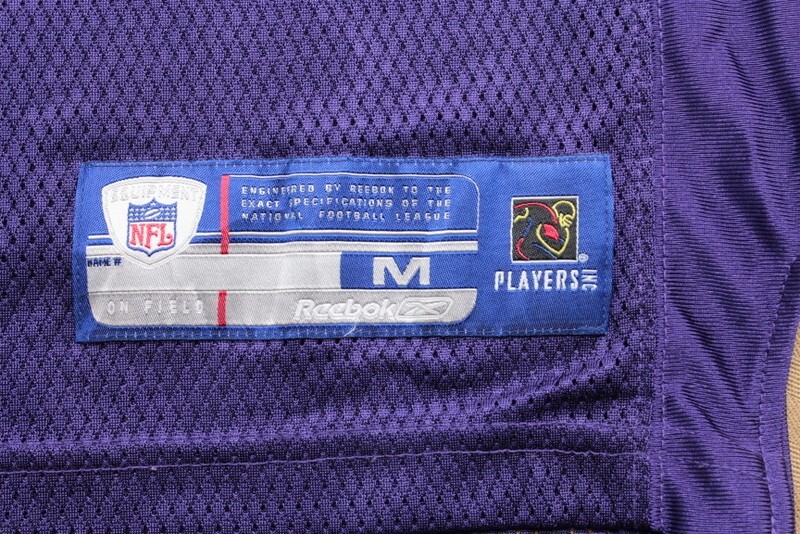 EQUIPMENT
NFL
ENGINEERED BY REEBOK TO THE
EXACT SPECIFICATIONS OF THE
NATIONAL FOOTBALL LEAGUE
NAME #
M
ON FIELD
Reebok
PLAYERS INC
®